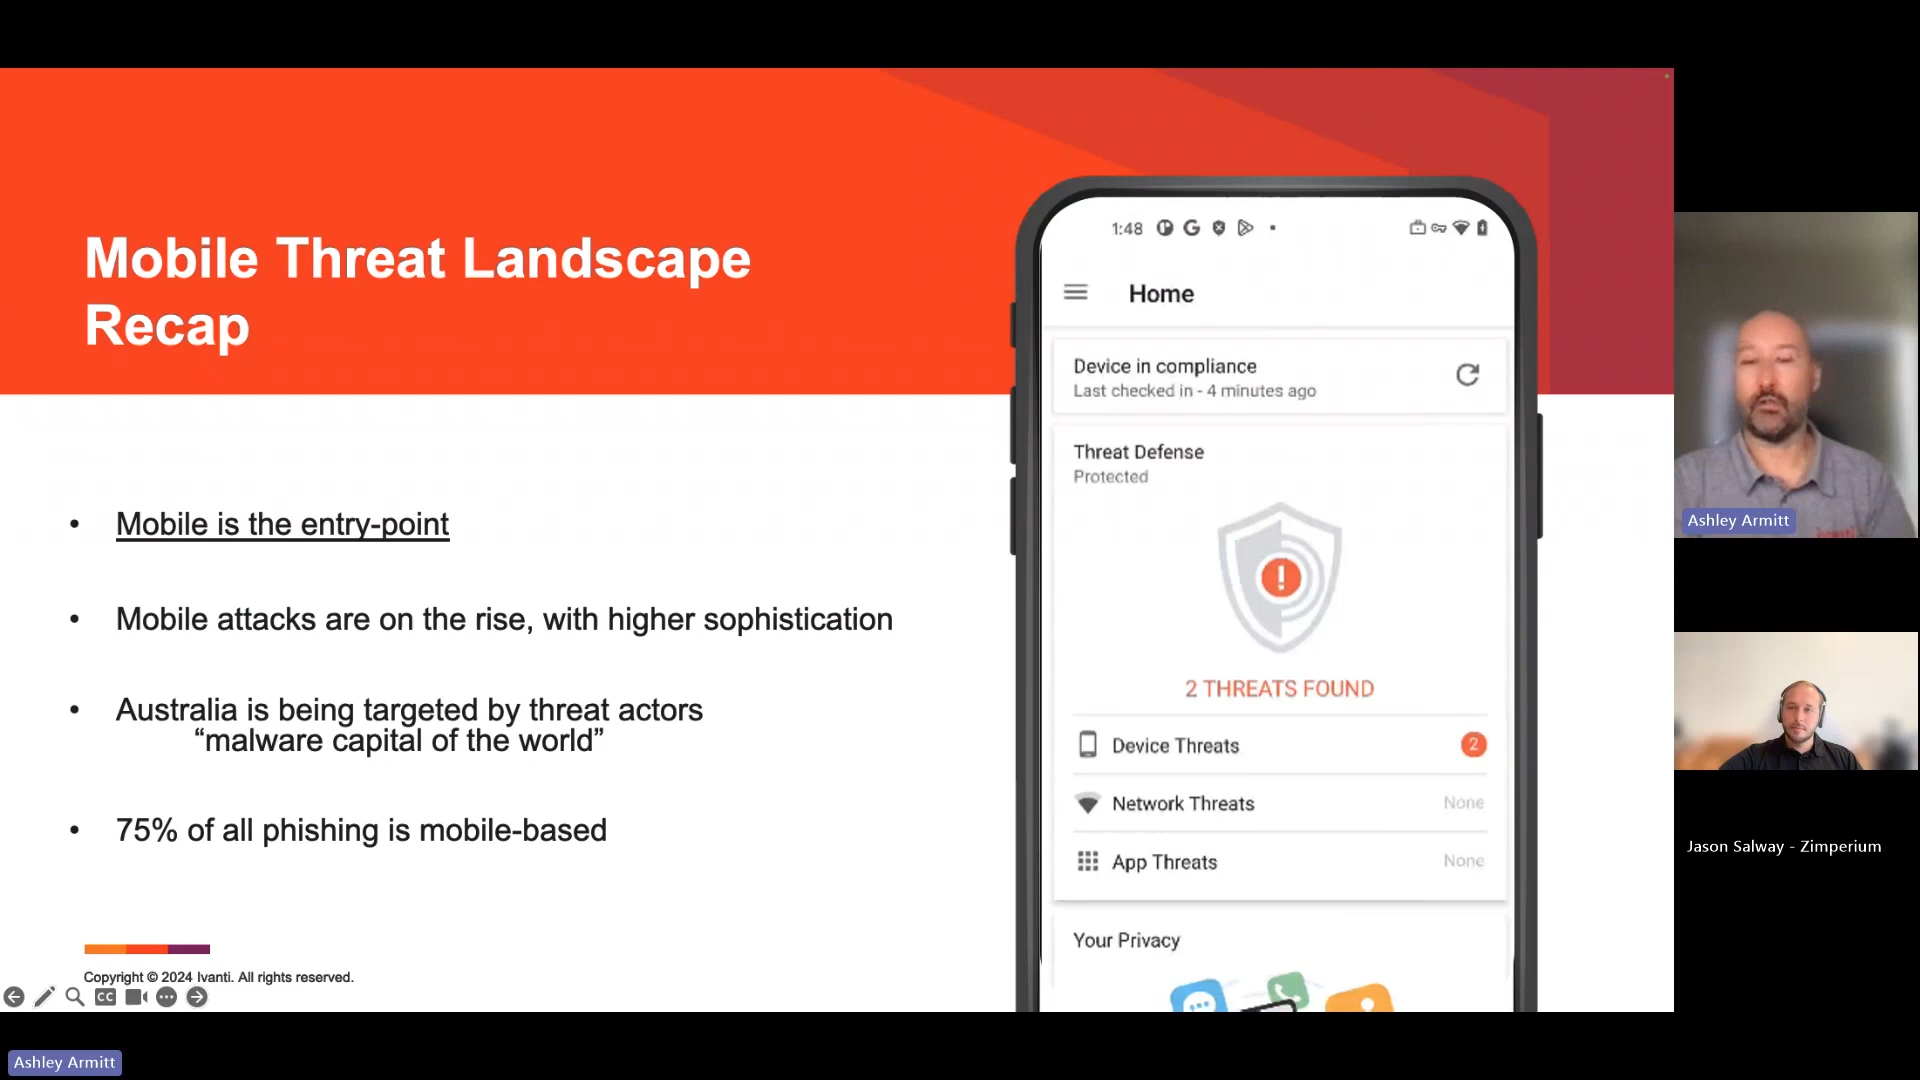 Mobile Threat Landscape
Recap
• Mobile is the entry-point
• Mobile attacks are on the rise, with higher sophistication
• Australia is being targeted by threat actors
“malware capital of the world”
• 75% of all phishing is mobile-based
Copyright © 2024 Ivanti. All rights reserved.
CC
1:48
Home
Device in compliance
Last checked in - 4 minutes ago
Threat Defense
Protected
!
2 THREATS FOUND
Device Threats 2
Network Threats None
App Threats None
Your Privacy
Ashley Armitt
Jason Salway - Zimperium
Ashley Armitt